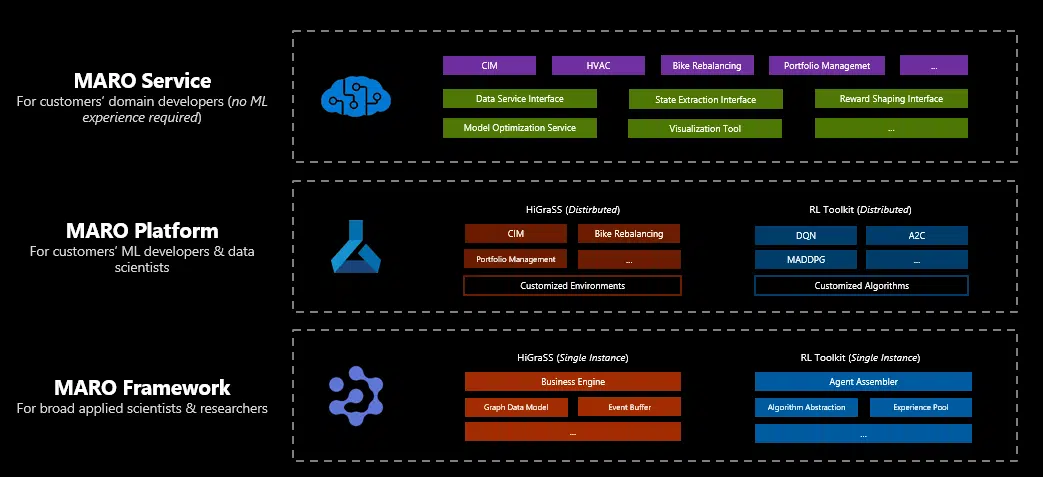 MARO Service
For customers' domain developers (no ML
experience required)
CIM
HVAC
Bike Rebalancing
Portfolio Managemet
...
Data Service Interface
State Extraction Interface
Reward Shaping Interface
Model Optimization Service
Visualization Tool
...
MARO Platform
For customers' ML developers & data
scientists
HiGraSS (Distirbuted)
CIM
Bike Rebalancing
Portfolio Management
...
Customized Environments
RL Toolkit (Distributed)
DQN
A2C
MADDPG
...
Customized Algorithms
MARO Framework
For broad applied scientists & researchers
HiGraSS (Single Instance)
Business Engine
Graph Data Model
Event Buffer
...
RL Toolkit (Single Instance)
Agent Assembler
Algorithm Abstraction
Experience Pool
...